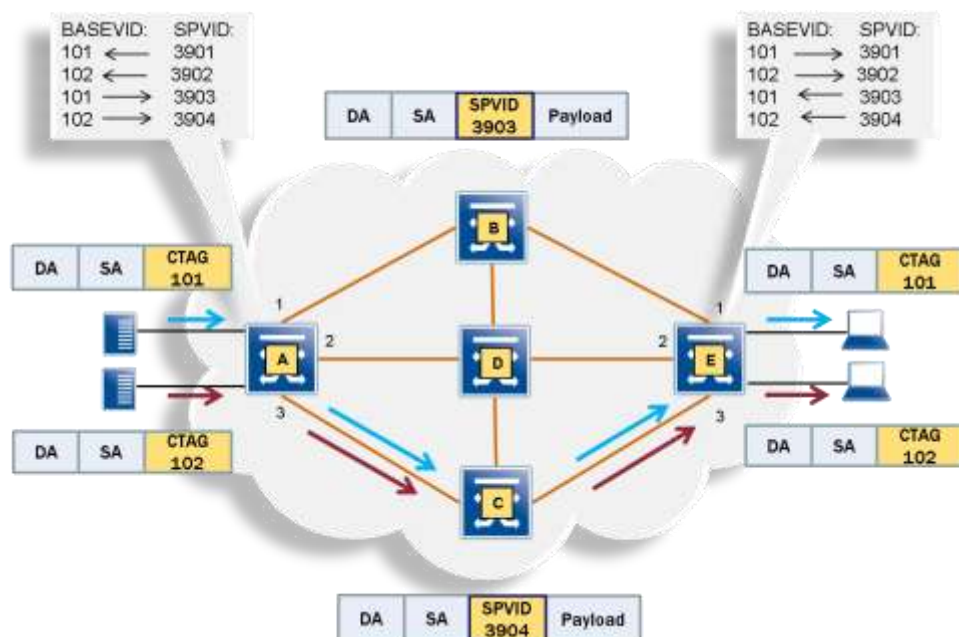 BASEVID: SPVID:
101 ← 3901
102 ← 3902
101 → 3903
102 → 3904
BASEVID: SPVID:
101 → 3901
102 → 3902
101 ← 3903
102 ← 3904
DA SA SPVID 3903 Payload
B
DA SA CTAG 101
DA SA CTAG 101
1
1
2
2
A
D
E
3
3
DA SA CTAG 102
DA SA CTAG 102
C
DA SA SPVID 3904 Payload